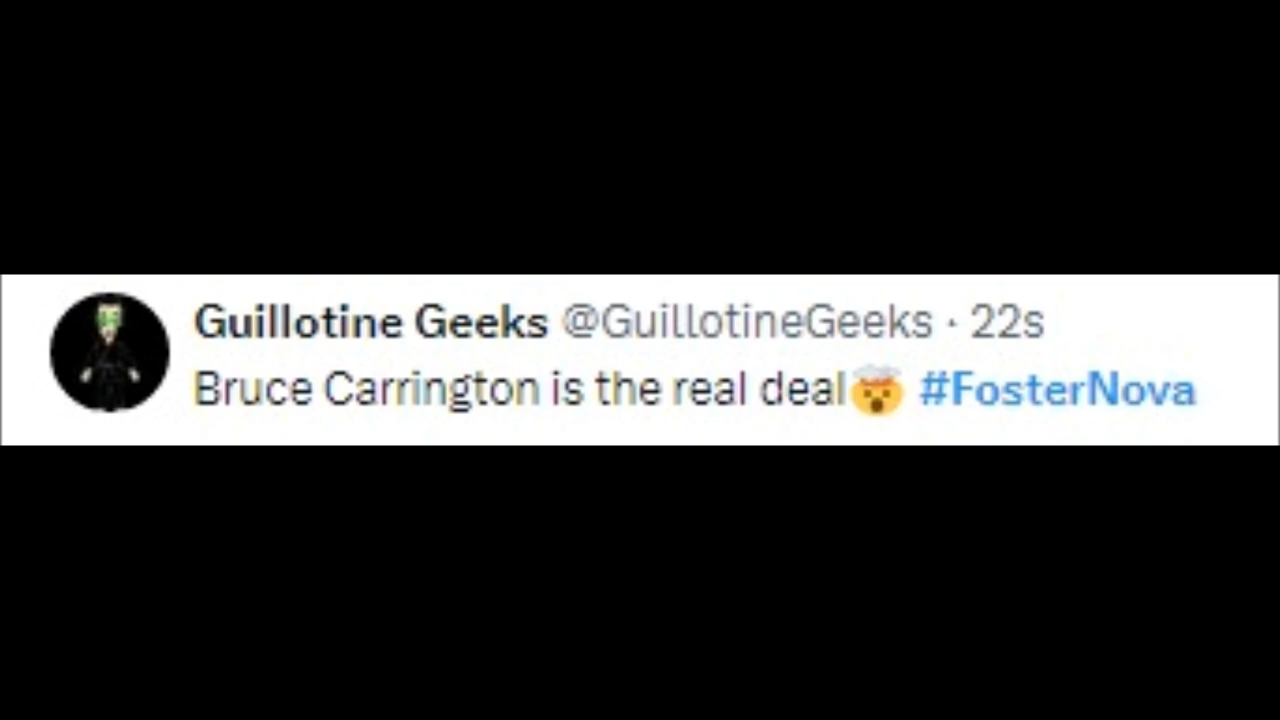 Guillotine Geeks @GuillotineGeeks · 22s
Bruce Carrington is the real deal🤯 #FosterNova